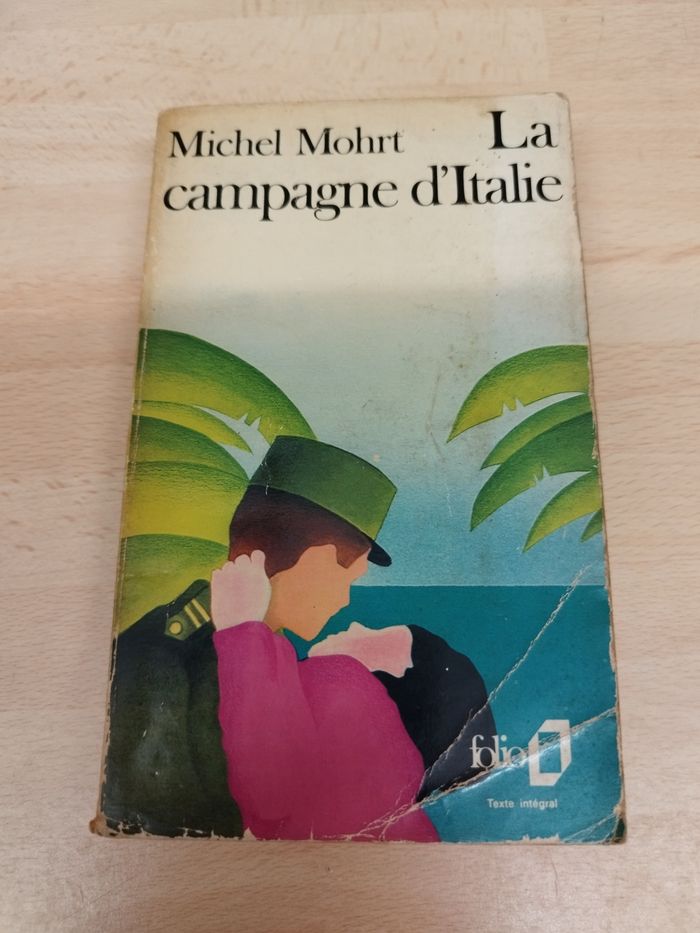 Michel Mohrt La
campagne d'Italie
folio
Texte intégral